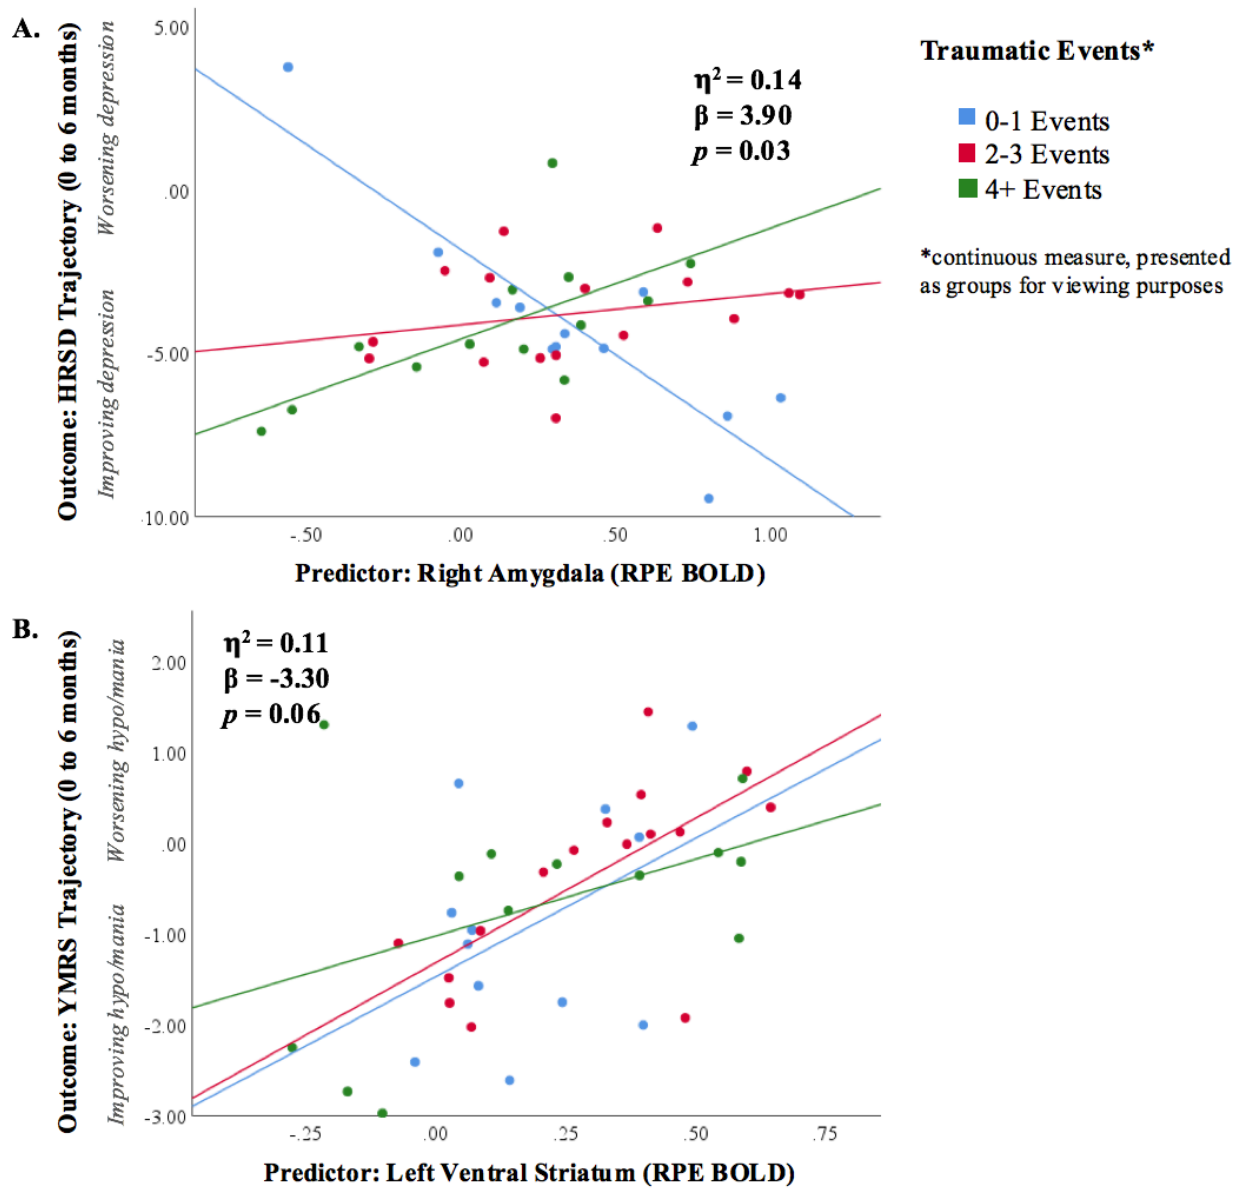 A.
Outcome: HRSD Trajectory (0 to 6 months)
Improving depression
Worsening depression
5.00
.00
-5.00
10.00
η² = 0.14
β = 3.90
p = 0.03
-.50
.00
.50
1.00
Predictor: Right Amygdala (RPE BOLD)
Traumatic Events*
0-1 Events
2-3 Events
4+ Events
*continuous measure, presented
as groups for viewing purposes
B.
Outcome: YMRS Trajectory (0 to 6 months)
Improving hypo/mania
Worsening hypo/mania
2.00
1.00
.00
-1.00
-2.00
-3.00
η² = 0.11
β = -3.30
p = 0.06
-.25
.00
.25
.50
.75
Predictor: Left Ventral Striatum (RPE BOLD)